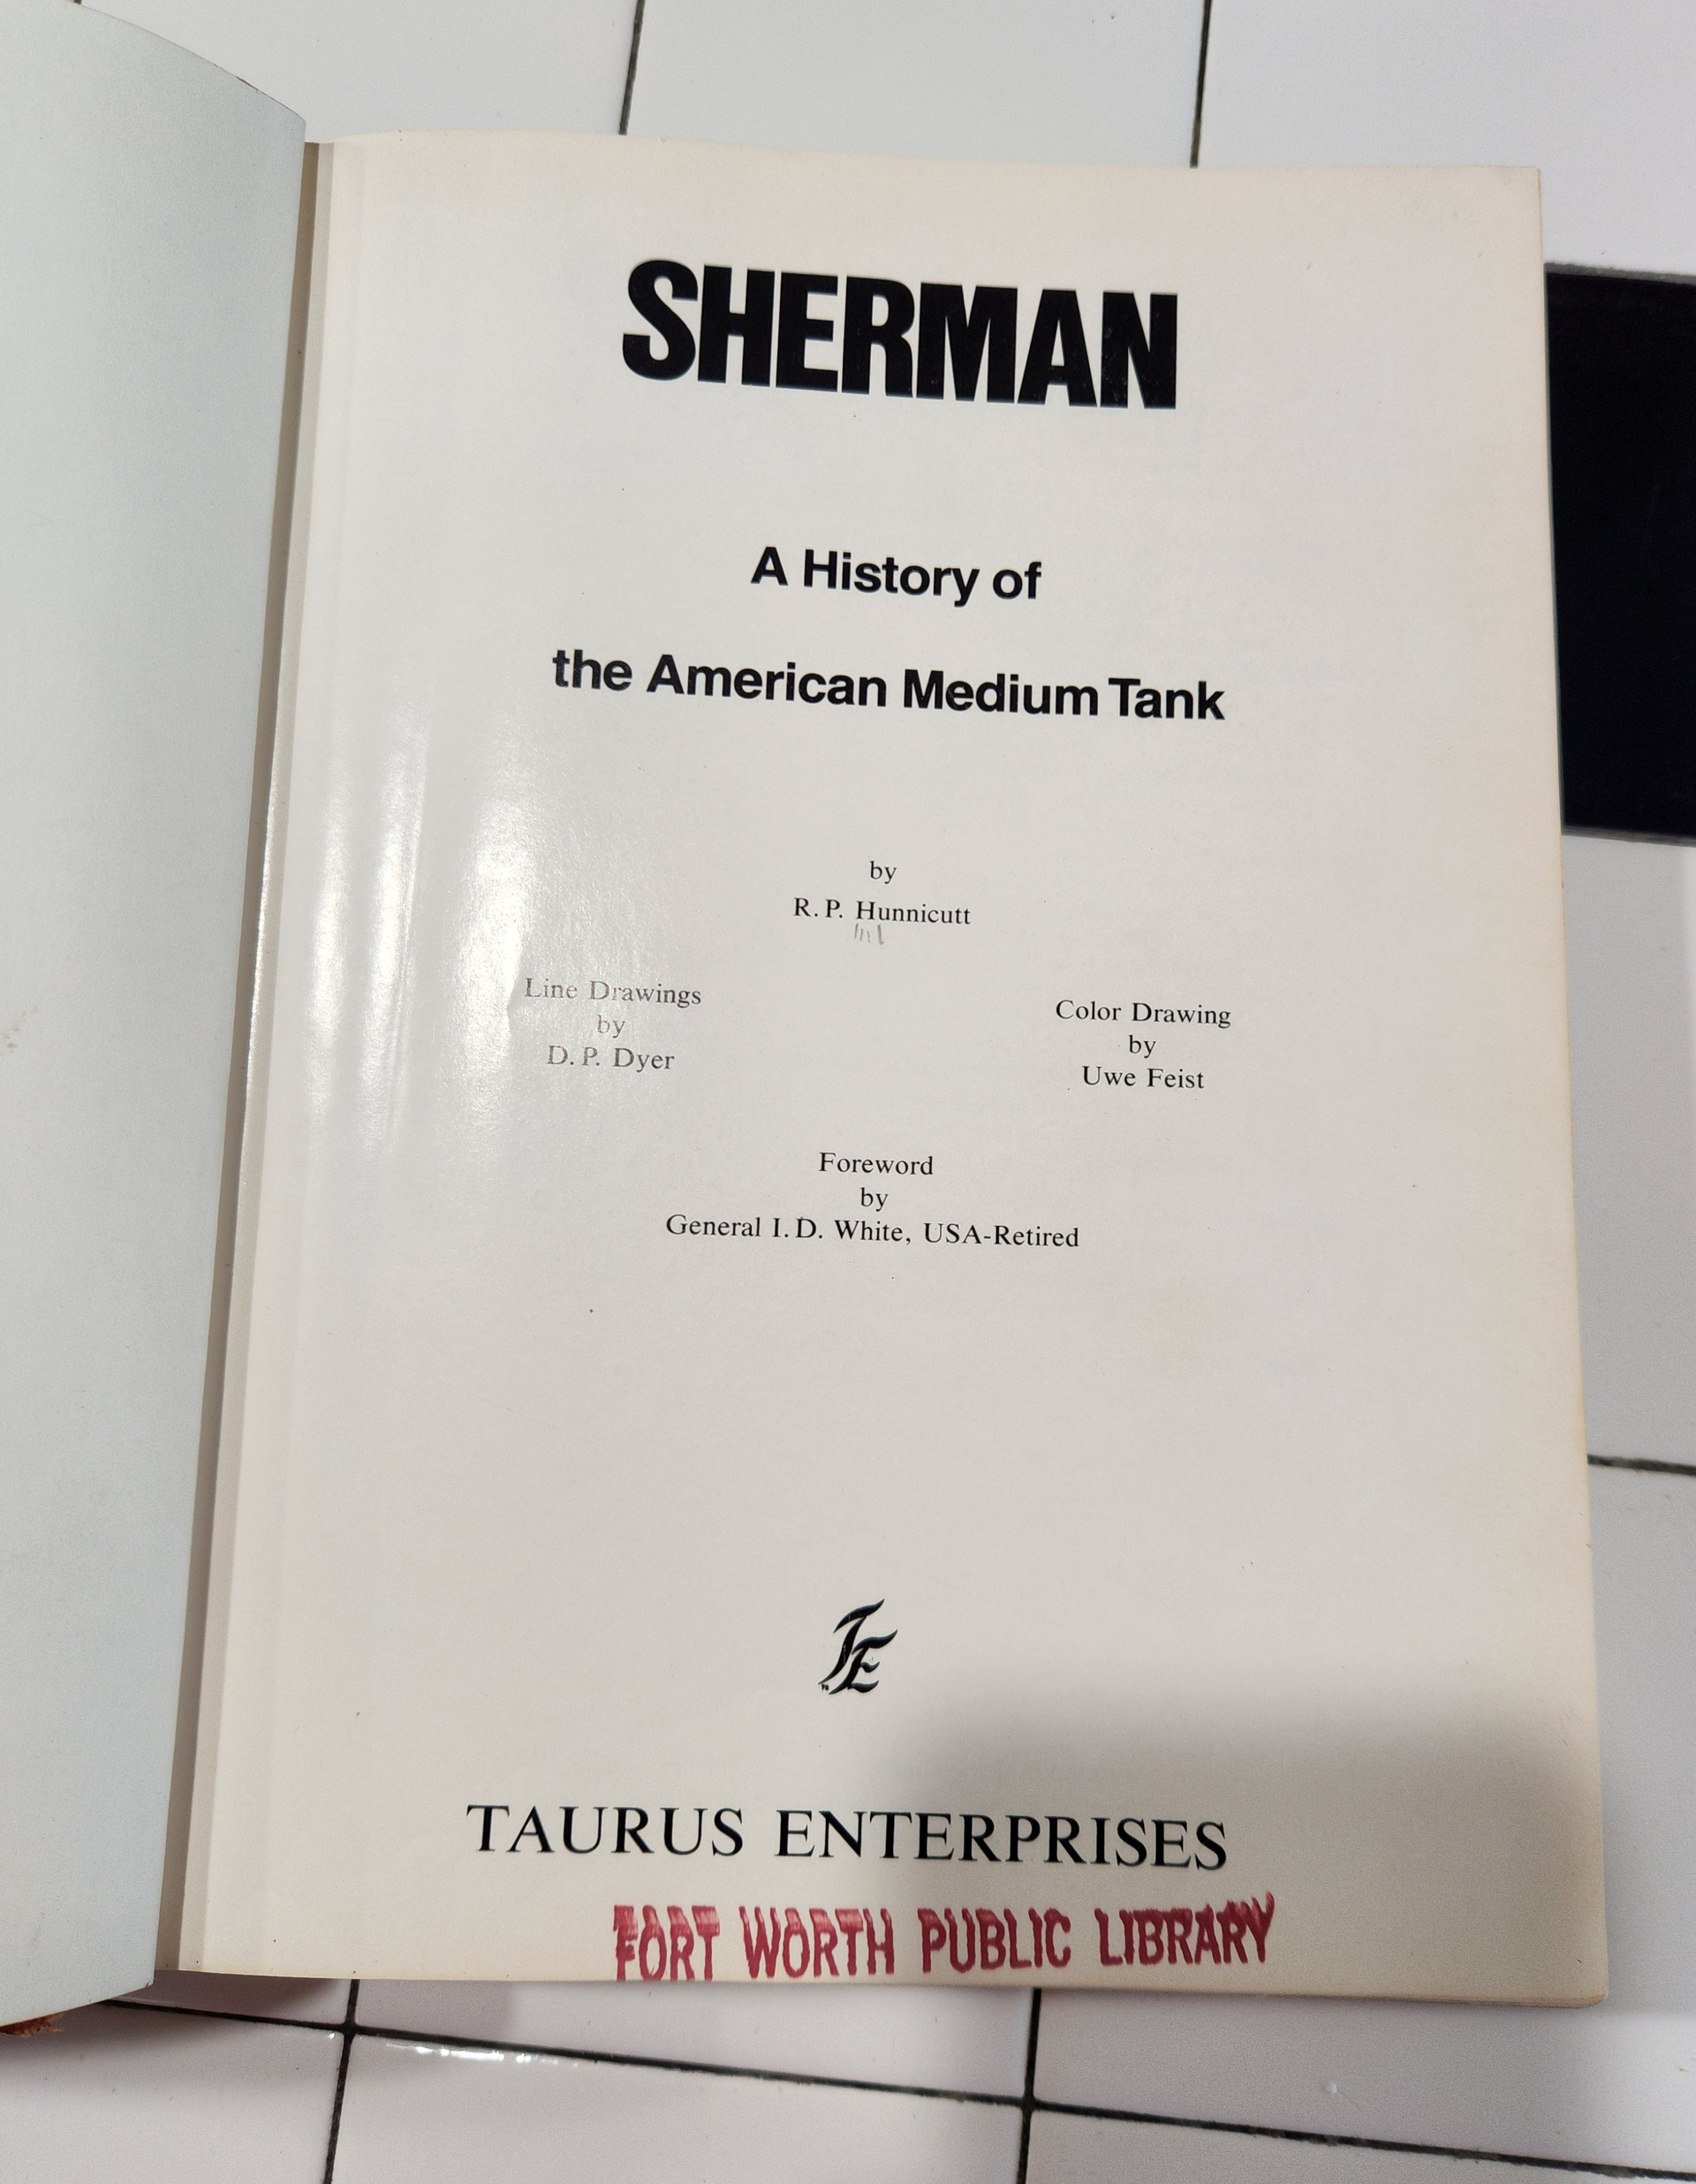 SHERMAN
A History of
the American Medium Tank
by
R. P. Hunnicutt
Line Drawings
by
D. P. Dyer
Color Drawing
by
Uwe Feist
Foreword
by
General I. D. White, USA-Retired
TE
TAURUS ENTERPRISES
FORT WORTH PUBLIC LIBRARY